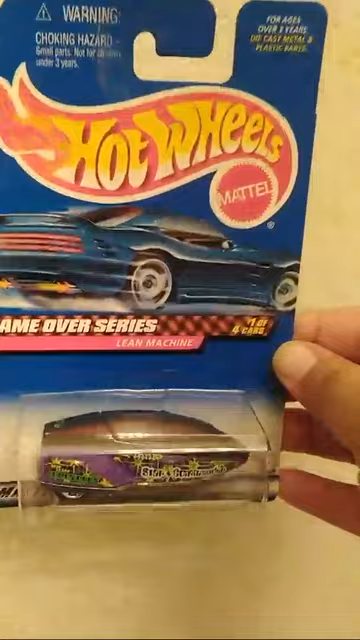 WARNING:
CHOKING HAZARD -
Small parts. Not for
under 3 years.
FOR AGES
OVER 3 YEARS
DIE CAST METAL &
PLASTIC PARTS.
HOT WHEELS
MATTEL
®
AME OVER SERIES
#1 of
4 CARS
LEAN MACHINE